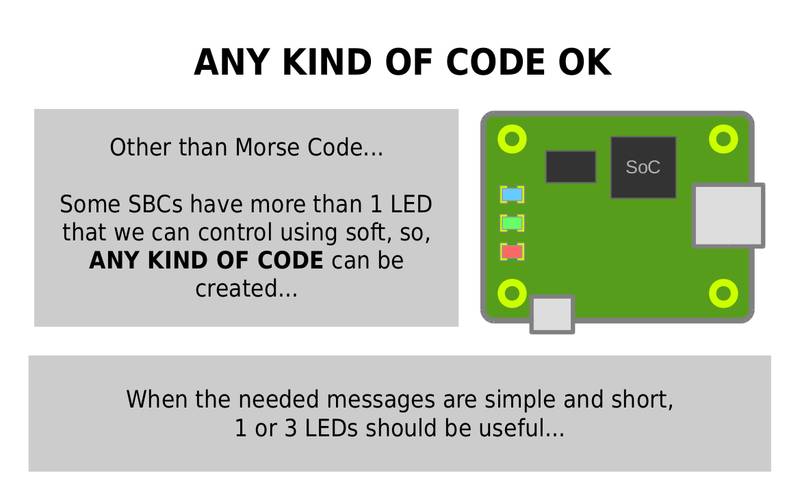 ANY KIND OF CODE OK
Other than Morse Code...
Some SBCs have more than 1 LED
that we can control using soft, so,
ANY KIND OF CODE can be
created...
SoC
When the needed messages are simple and short,
1 or 3 LEDs should be useful...